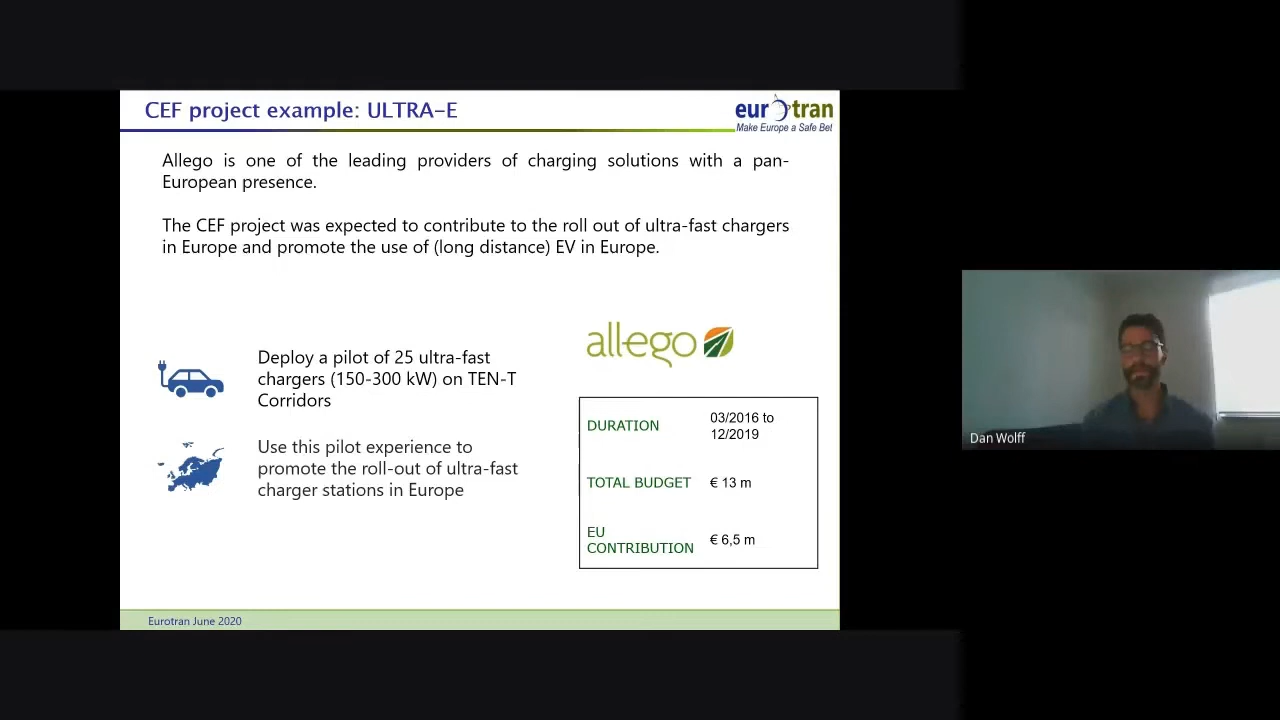 CEF project example: ULTRA-E
eurotran
Make Europe a Safe Bet
Allego is one of the leading providers of charging solutions with a pan-
European presence.
The CEF project was expected to contribute to the roll out of ultra-fast chargers
in Europe and promote the use of (long distance) EV in Europe.
allego
Deploy a pilot of 25 ultra-fast
chargers (150-300 kW) on TEN-T
Corridors
Use this pilot experience to
promote the roll-out of ultra-fast
charger stations in Europe
DURATION 03/2016 to
12/2019
TOTAL BUDGET € 13 m
EU
CONTRIBUTION € 6,5 m
Eurotran June 2020
Dan Wolff